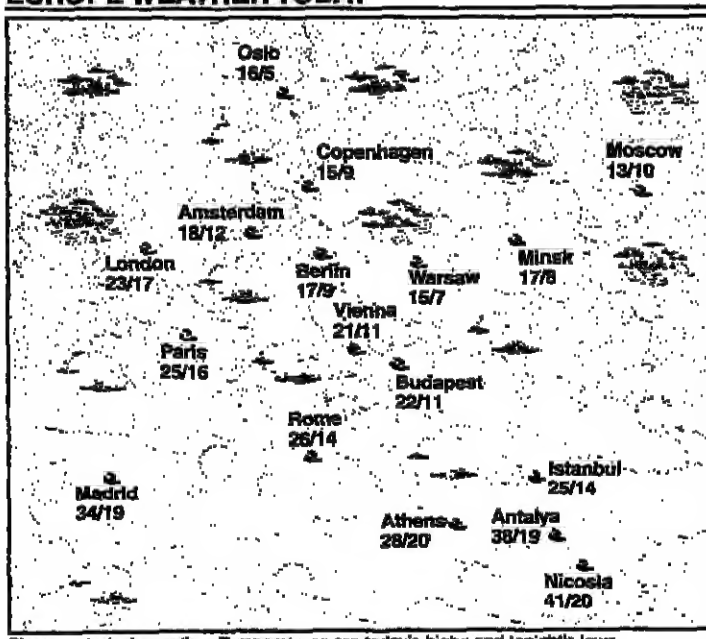 EUROPE WEATHER TODAY
Oslo
16/5
Copenhagen
15/9
Moscow
13/10
Amsterdam
18/12
London
23/17
Berlin
17/9
Warsaw
15/7
Minsk
17/8
Vienna
21/11
Paris
25/16
Budapest
22/11
Rome
26/14
Madrid
34/19
Istanbul
25/14
Athens
28/20
Antalya
38/19
Nicosia
41/20